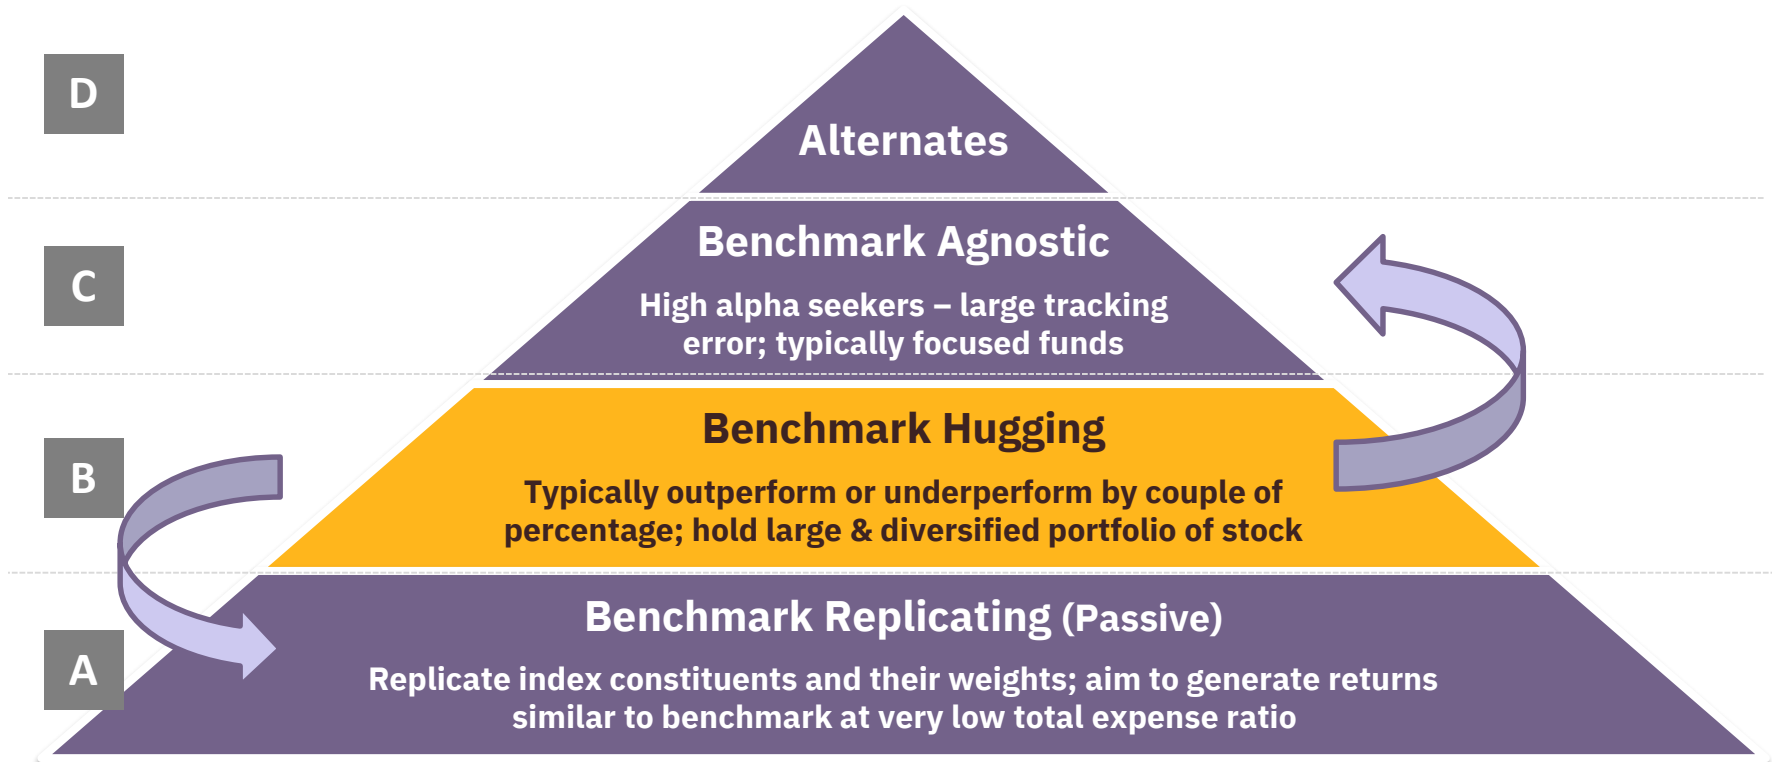 D
Alternates
C
Benchmark Agnostic
High alpha seekers – large tracking
error; typically focused funds
B
Benchmark Hugging
Typically outperform or underperform by couple of
percentage; hold large & diversified portfolio of stock
A
Benchmark Replicating (Passive)
Replicate index constituents and their weights; aim to generate returns
similar to benchmark at very low total expense ratio